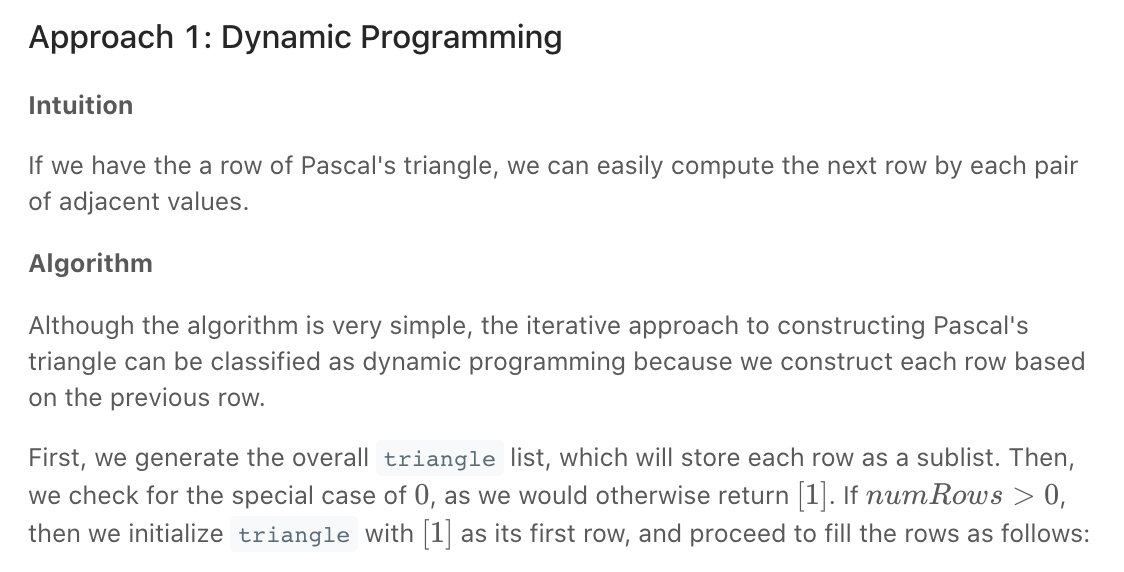 Approach 1: Dynamic Programming
Intuition
If we have the a row of Pascal's triangle, we can easily compute the next row by each pair
of adjacent values.
Algorithm
Although the algorithm is very simple, the iterative approach to constructing Pascal's
triangle can be classified as dynamic programming because we construct each row based
on the previous row.
First, we generate the overall triangle list, which will store each row as a sublist. Then,
we check for the special case of 0, as we would otherwise return [1]. If numRows > 0,
then we initialize triangle with [1] as its first row, and proceed to fill the rows as follows: